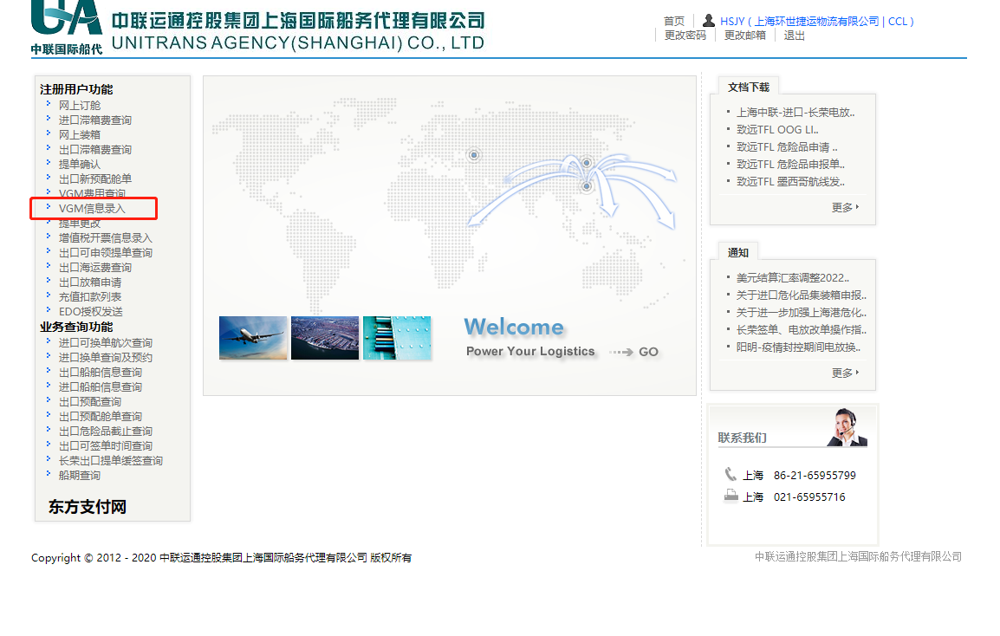 UA
中联国际船代
中联运通控股集团上海国际船务代理有限公司
UNITRANS AGENCY(SHANGHAI) CO., LTD
首页 HSJY ( 上海环世捷运物流有限公司 | CCL )
更改密码 更改邮箱 退出
注册用户功能
网上订舱
进口滞箱费查询
网上装箱
出口滞箱费查询
提单确认
出口新预配舱单
VGM费用查询
VGM信息录入
提单更改
增值税开票信息录入
出口可申领提单查询
出口海运费查询
出口放箱申请
充值扣款列表
EDO授权发送
业务查询功能
进口可换单航次查询
进口换单查询及预约
出口船舶信息查询
进口船舶信息查询
出口预配查询
出口预配舱单查询
出口危险品截止查询
出口可签单时间查询
长荣出口提单缓签查询
船期查询
东方支付网
Welcome
Power Your Logistics GO
文档下载
上海中联-进口-长荣电放..
致远TFL OOG LI..
致远TFL 危险品申请 ..
致远TFL 危险品申报单..
致远TFL 墨西哥航线发..
更多
通知
美元结算汇率调整2022..
关于进口危化品集装箱申报..
关于进一步加强上海港危化..
长荣签单、电放改单操作指..
阳明-疫情封控期间电放换..
更多
联系我们
上海 86-21-65955799
上海 021-65955716
Copyright © 2012 - 2020 中联运通控股集团上海国际船务代理有限公司 版权所有
中联运通控股集团上海国际船务代理有限公司